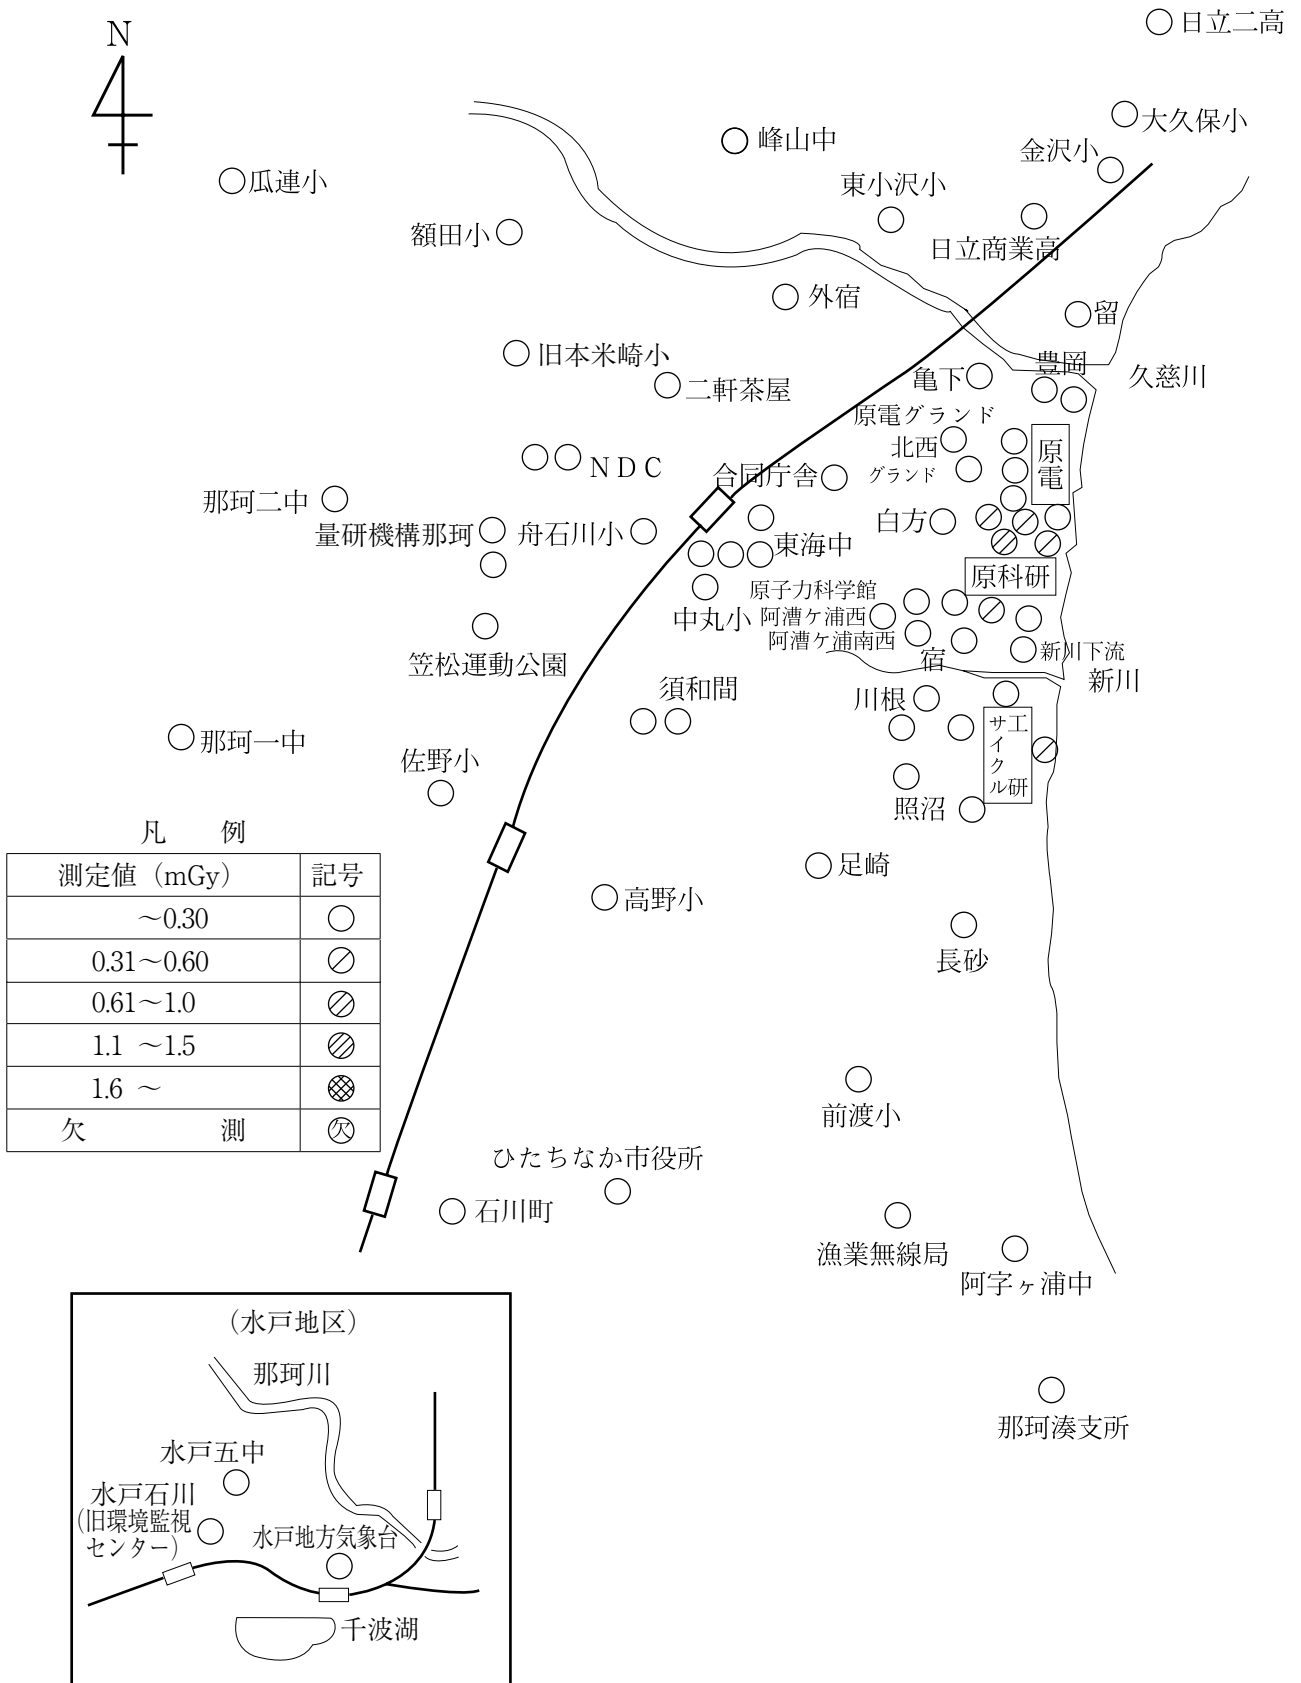 N
日立二高
大久保小
峰山中
金沢小
瓜連小
東小沢小
額田小
日立商業高
外宿
留
旧本米崎小
豊岡
久慈川
亀下
二軒茶屋
原電グランド
北西
グランド
原電
NDC
合同庁舎
那珂二中
量研機構那珂
舟石川小
白方
東海中
原科研
原子力科学館
中丸小
阿漕ケ浦西
阿漕ケ浦南西
新川下流
笠松運動公園
宿
新川
須和間
川根
サイクル工研
那珂一中
佐野小
照沼
足崎
高野小
長砂
凡 例
測定値（mGy） 記号
～0.30
0.31～0.60
0.61～1.0
1.1 ～1.5
1.6 ～
欠 測 欠
前渡小
ひたちなか市役所
石川町
漁業無線局
阿字ヶ浦中
那珂湊支所
（水戸地区）
那珂川
水戸五中
水戸石川
（旧環境監視
センター）
水戸地方気象台
千波湖